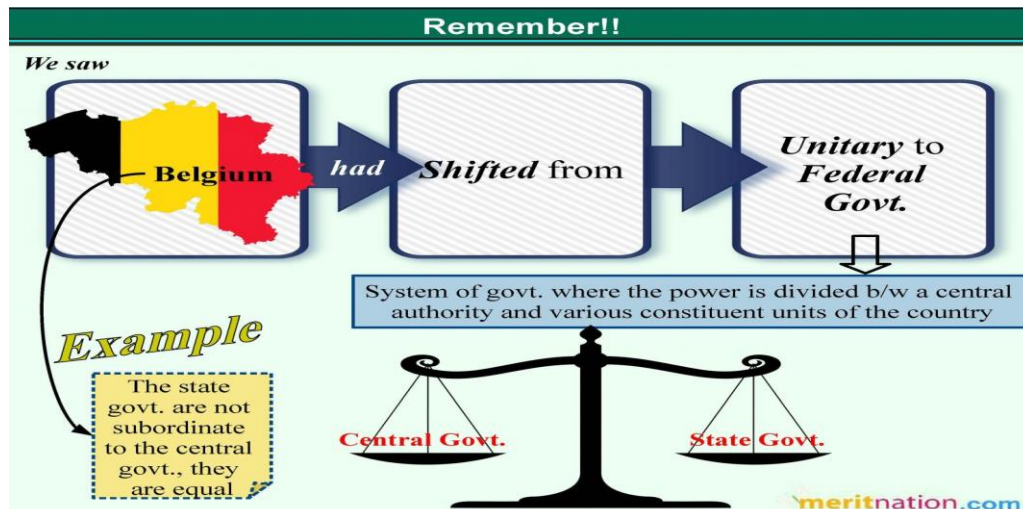 Remember!!
We saw
Belgium
had
Shifted from
Unitary to
Federal
Govt.
System of govt. where the power is divided b/w a central
authority and various constituent units of the country
Example
The state
govt. are not
subordinate
to the central
govt., they
are equal
Central Govt.
State Govt.
meritnation.com